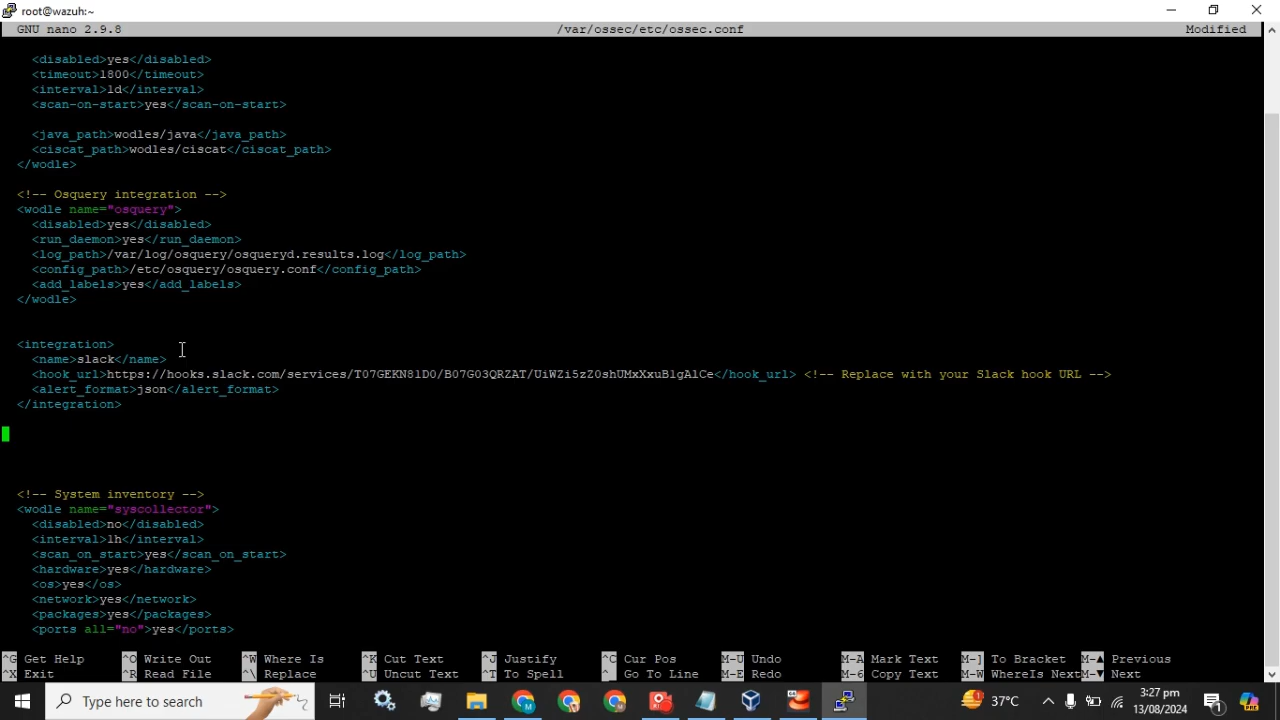 root@wazuh:~
GNU nano 2.9.8 /var/ossec/etc/ossec.conf Modified
<disabled>yes</disabled>
<timeout>1800</timeout>
<interval>1d</interval>
<scan-on-start>yes</scan-on-start>
<java_path>wodles/java</java_path>
<ciscat_path>wodles/ciscat</ciscat_path>
</wodle>
<!-- Osquery integration -->
<wodle name="osquery">
<disabled>yes</disabled>
<run_daemon>yes</run_daemon>
<log_path>/var/log/osquery/osqueryd.results.log</log_path>
<config_path>/etc/osquery/osquery.conf</config_path>
<add_labels>yes</add_labels>
</wodle>
<integration>
<name>slack</name>
<hook_url>https://hooks.slack.com/services/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</hook_url> <!-- Replace with your Slack hook URL -->
<alert_format>json</alert_format>
</integration>
<!-- System inventory -->
<wodle name="syscollector">
<disabled>no</disabled>
<interval>1h</interval>
<scan_on_start>yes</scan_on_start>
<hardware>yes</hardware>
<os>yes</os>
<network>yes</network>
<packages>yes</packages>
<ports all="no">yes</ports>
^G Get Help ^O Write Out ^W Where Is ^K Cut Text ^J Justify ^C Cur Pos M-U Undo M-A Mark Text M-] To Bracket M-▲ Previous
^X Exit ^R Read File ^\ Replace ^U Uncut Text ^T To Spell ^_ Go To Line M-E Redo M-6 Copy Text M-W WhereIs Next M-▼ Next
Type here to search
37°C
3:27 pm
13/08/2024
1